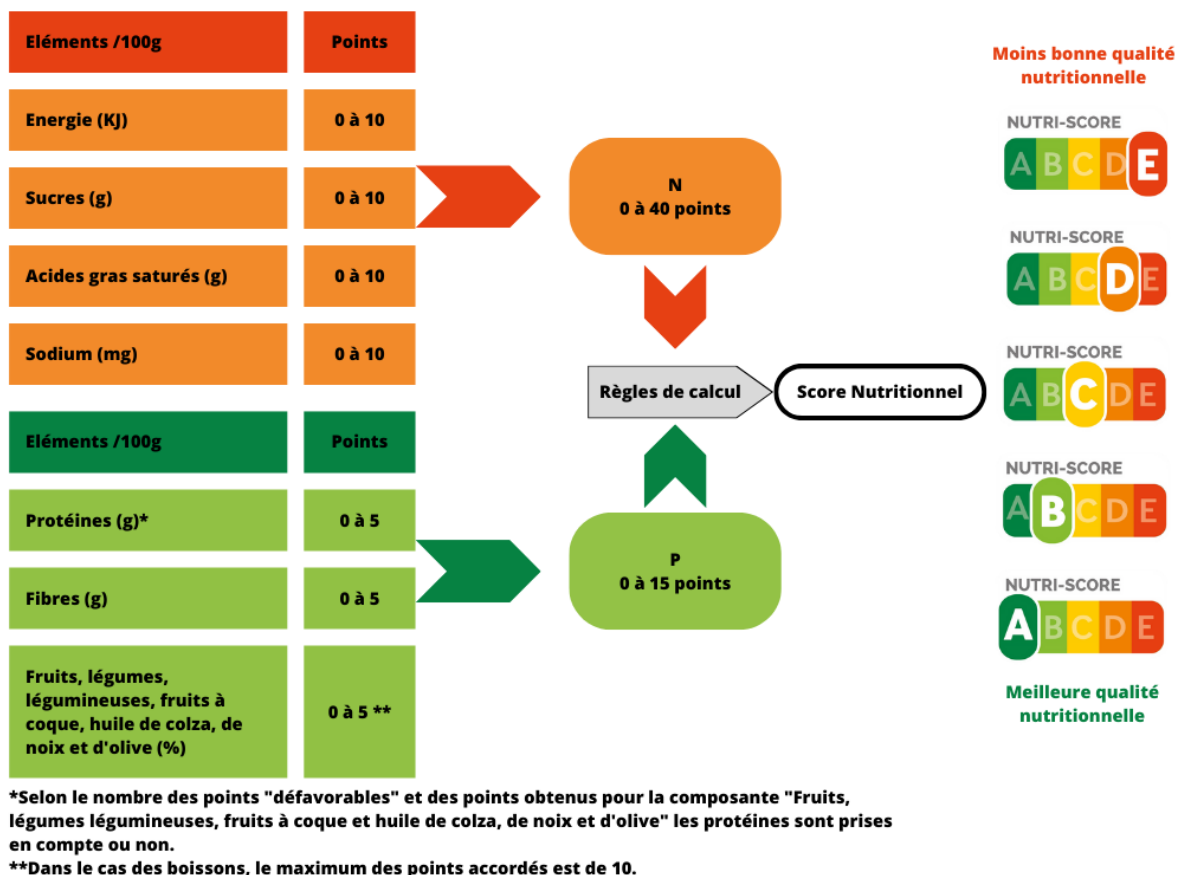 Eléments /100g
Points
Energie (KJ)
0 à 10
Sucres (g)
0 à 10
Acides gras saturés (g)
0 à 10
Sodium (mg)
0 à 10
Eléments /100g
Points
Protéines (g)*
0 à 5
Fibres (g)
0 à 5
Fruits, légumes,
légumineuses, fruits à
coque, huile de colza, de
noix et d'olive (%)
0 à 5 **
N
0 à 40 points
Règles de calcul
Score Nutritionnel
P
0 à 15 points
Moins bonne qualité
nutritionnelle
NUTRI-SCORE
A B C D E
NUTRI-SCORE
A B C D E
NUTRI-SCORE
A B C D E
NUTRI-SCORE
A B C D E
NUTRI-SCORE
A B C D E
Meilleure qualité
nutritionnelle
*Selon le nombre des points "défavorables" et des points obtenus pour la composante "Fruits,
légumes légumineuses, fruits à coque et huile de colza, de noix et d'olive" les protéines sont prises
en compte ou non.
**Dans le cas des boissons, le maximum des points accordés est de 10.